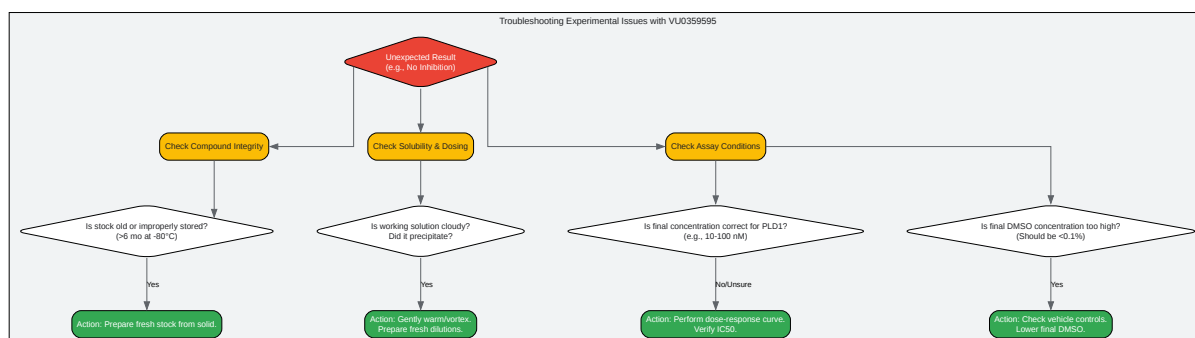 Troubleshooting Experimental Issues with VU0359595
Unexpected Result
(e.g., No Inhibition)
Check Compound Integrity
Check Solubility & Dosing
Check Assay Conditions
Is stock old or improperly stored?
(>6 mo at -80°C)
Is working solution cloudy?
Did it precipitate?
Is final concentration correct for PLD1?
(e.g., 10-100 nM)
Is final DMSO concentration too high?
(Should be <0.1%)
Yes
Yes
No/Unsure
Yes
Action: Prepare fresh stock from solid.
Action: Gently warm/vortex.
Prepare fresh dilutions.
Action: Perform dose-response curve.
Verify IC50.
Action: Check vehicle controls.
Lower final DMSO.